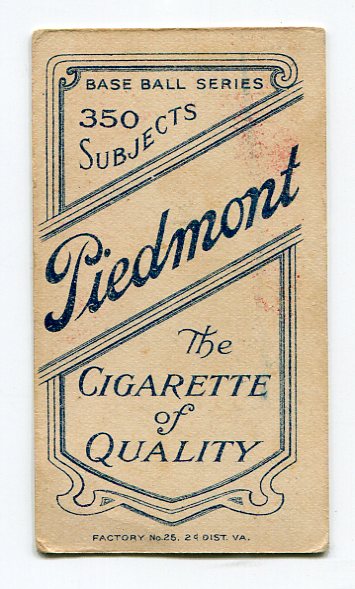 BASE BALL SERIES
350
SUBJECTS
Piedmont
The
CIGARETTE
of
QUALITY
FACTORY No. 25, 2d DIST. VA.